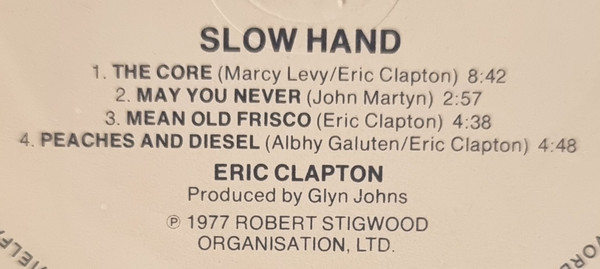 SLOW HAND
1. THE CORE (Marcy Levy/Eric Clapton) 8:42
2. MAY YOU NEVER (John Martyn) 2:57
3. MEAN OLD FRISCO (Eric Clapton) 4:38
4. PEACHES AND DIESEL (Albhy Galuten/Eric Clapton) 4:48
ERIC CLAPTON
Produced by Glyn Johns
℗ 1977 ROBERT STIGWOOD
ORGANISATION, LTD.